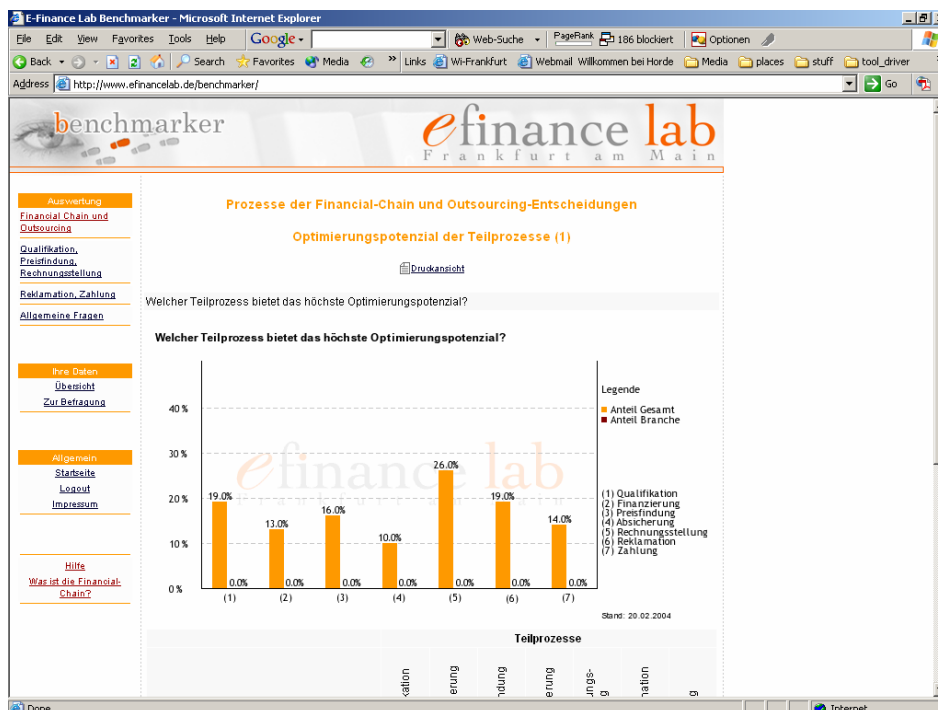 E-Finance Lab Benchmarker - Microsoft Internet Explorer
File Edit View Favorites Tools Help Google Web-Suche PageRank 186 blockiert Optionen
Back Search Favorites Media » Links Wi-Frankfurt Webmail Willkommen bei Horde Media places stuff tool_driver
Address http://www.efinancelab.de/benchmarker/ Go
benchmarker
efinance lab
Frankfurt am Main
Auswertung
Financial Chain und
Outsourcing
Qualifikation,
Preisfindung,
Rechnungsstellung
Reklamation, Zahlung
Allgemeine Fragen
Ihre Daten
Übersicht
Zur Befragung
Allgemein
Startseite
Logout
Impressum
Hilfe
Was ist die Financial-
Chain?
Prozesse der Financial-Chain und Outsourcing-Entscheidungen
Optimierungspotenzial der Teilprozesse (1)
Druckansicht
Welcher Teilprozess bietet das höchste Optimierungspotenzial?
Welcher Teilprozess bietet das höchste Optimierungspotenzial?
40 %
30 %
20 %
10 %
0 %
efinance lab
Frankfurt am Main
19.0% 13.0% 16.0% 10.0% 26.0% 19.0% 14.0%
0.0% 0.0% 0.0% 0.0% 0.0% 0.0% 0.0%
(1) (2) (3) (4) (5) (6) (7)
Legende
Anteil Gesamt
Anteil Branche
(1) Qualifikation
(2) Finanzierung
(3) Preisfindung
(4) Absicherung
(5) Rechnungsstellung
(6) Reklamation
(7) Zahlung
Stand: 20.02.2004
Teilprozesse
Done Internet